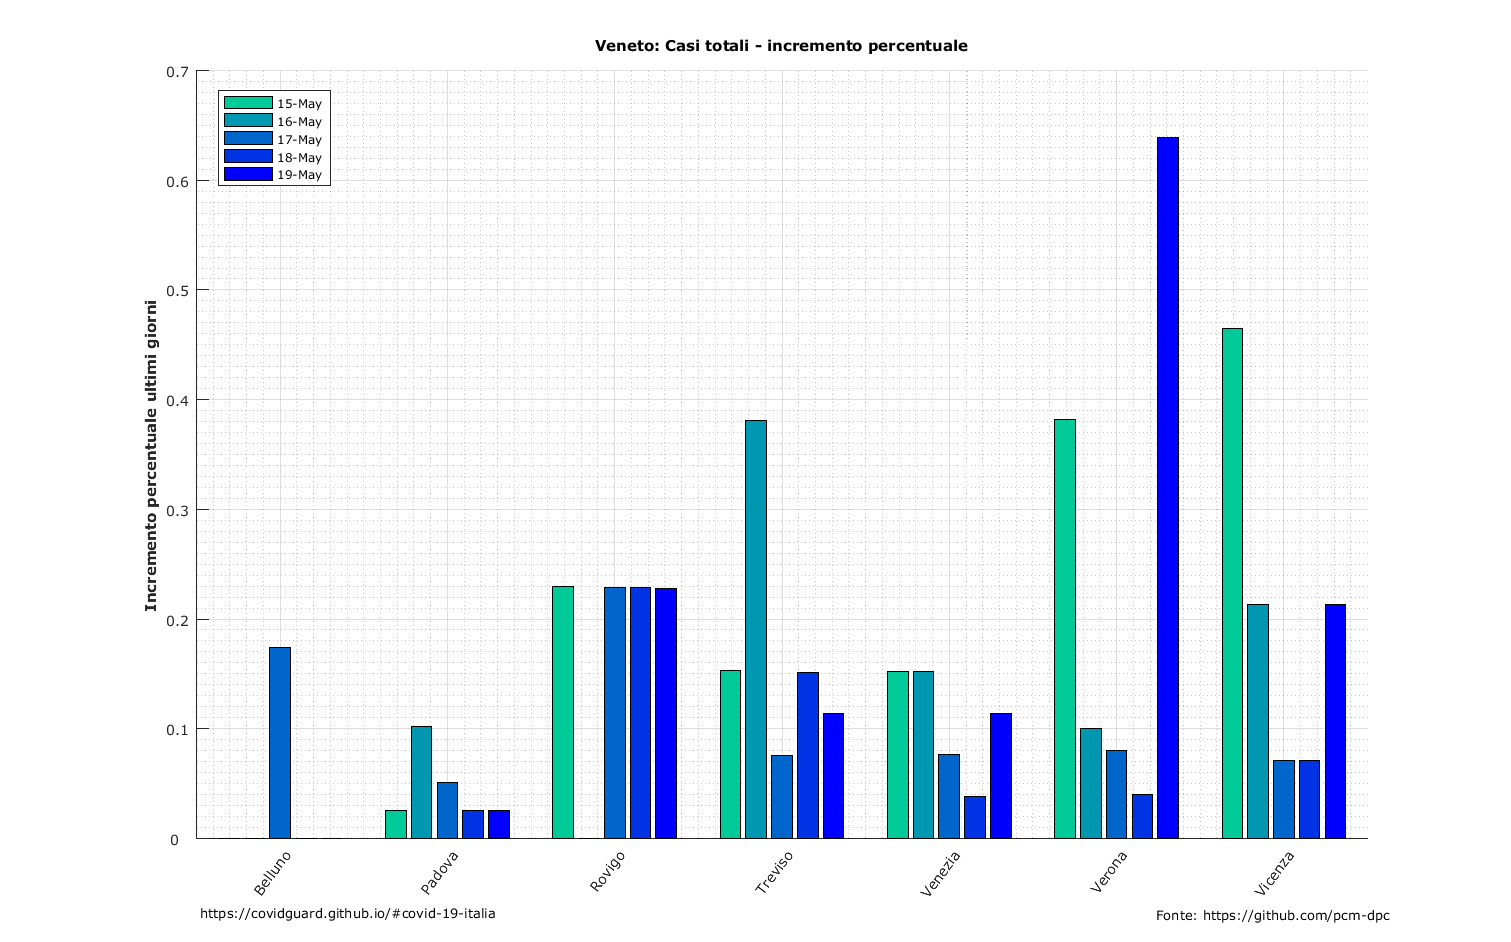 Veneto: Casi totali - incremento percentuale
0.7
0.6
0.5
0.4
0.3
0.2
0.1
0
Incremento percentuale ultimi giorni
15-May
16-May
17-May
18-May
19-May
Belluno
Padova
Rovigo
Treviso
Venezia
Verona
Vicenza
https://covidguard.github.io/#covid-19-italia
Fonte: https://github.com/pcm-dpc